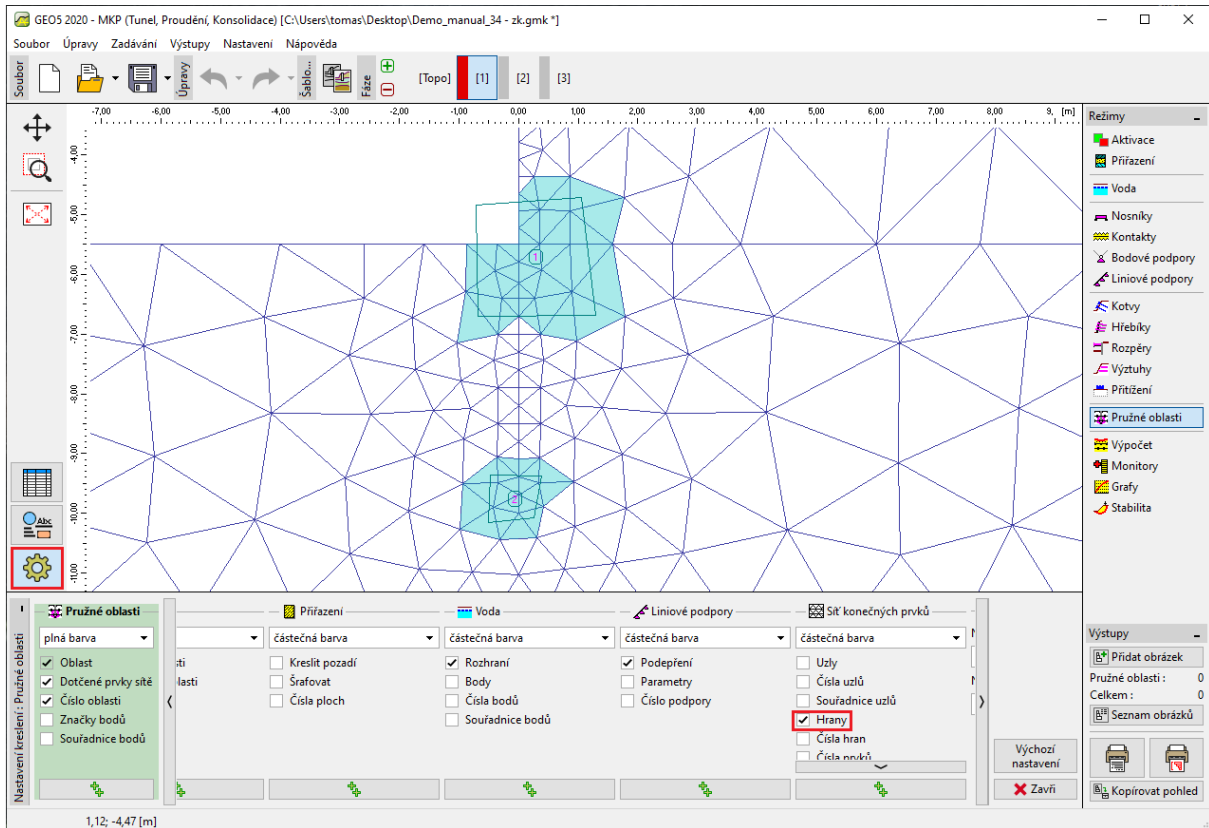 GEO5 2020 - MKP (Tunel, Proudění, Konsolidace) [C:\Users\tomas\Desktop\Demo_manual_34 - zk.gmk *]
Soubor Úpravy Zadávání Výstupy Nastavení Nápověda
Soubor
Úpravy
Šablo...
Fáze
[Topo] [1] [2] [3]
-7,00 -6,00 -5,00 -4,00 -3,00 -2,00 -1,00 0,00 1,00 2,00 3,00 4,00 5,00 6,00 7,00 8,00 9, [m]
-4,00
-5,00
-6,00
-7,00
-8,00
-9,00
-10,00
-11,00
1
2
Abc
Režimy
Aktivace
Přiřazení
Voda
Nosníky
Kontakty
Bodové podpory
Liniové podpory
Kotvy
Hřebíky
Rozpěry
Výztuhy
Přitížení
Pružné oblasti
Výpočet
Monitory
Grafy
Stabilita
Nastavení kreslení : Pružné oblasti
Pružné oblasti
plná barva
Oblast
Dotčené prvky sítě
Číslo oblasti
Značky bodů
Souřadnice bodů
ti
lasti
Přiřazení
částečná barva
Kreslit pozadí
Šrafovat
Čísla ploch
Voda
částečná barva
Rozhraní
Body
Čísla bodů
Souřadnice bodů
Liniové podpory
částečná barva
Podepření
Parametry
Číslo podpory
Síť konečných prvků
částečná barva
Uzly
Čísla uzlů
Souřadnice uzlů
Hrany
Čísla hran
Čísla prvků
Výchozí
nastavení
Zavři
Výstupy
Přidat obrázek
Pružné oblasti : 0
Celkem : 0
Seznam obrázků
Kopírovat pohled
1,12; -4,47 [m]